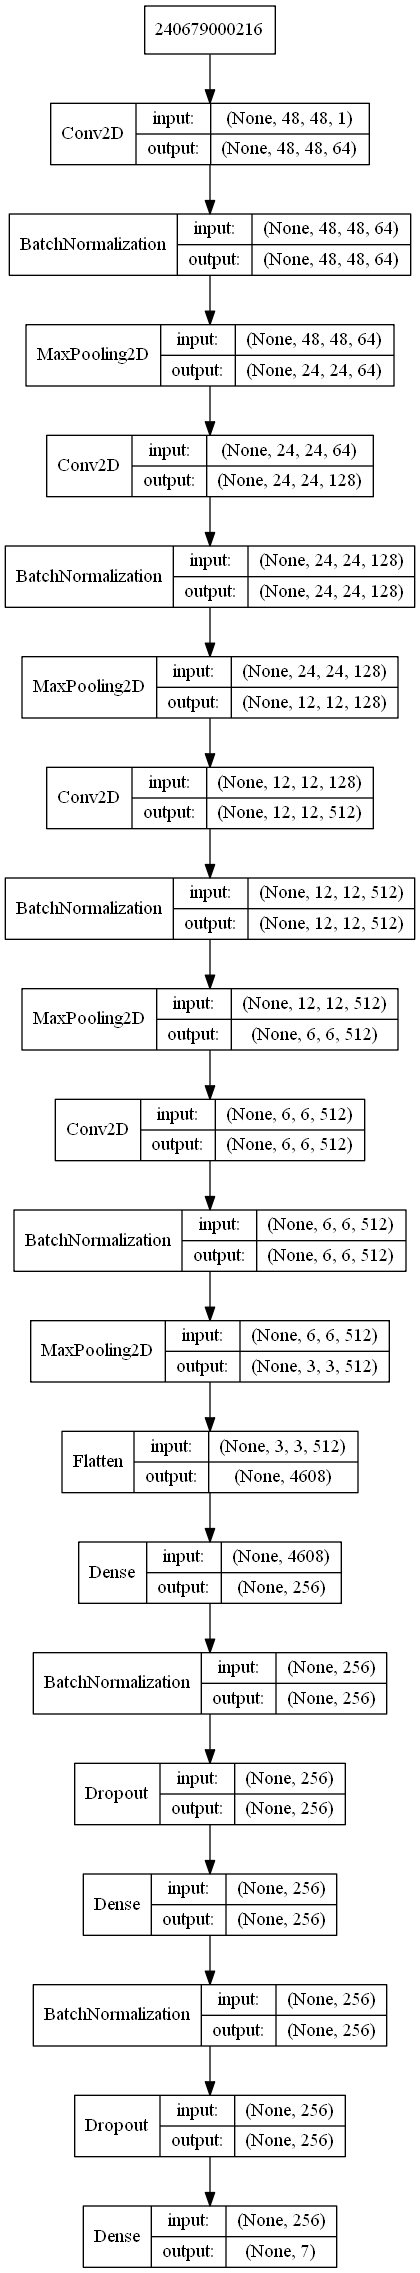 240679000216
Conv2D input: (None, 48, 48, 1)
output: (None, 48, 48, 64)
BatchNormalization input: (None, 48, 48, 64)
output: (None, 48, 48, 64)
MaxPooling2D input: (None, 48, 48, 64)
output: (None, 24, 24, 64)
Conv2D input: (None, 24, 24, 64)
output: (None, 24, 24, 128)
BatchNormalization input: (None, 24, 24, 128)
output: (None, 24, 24, 128)
MaxPooling2D input: (None, 24, 24, 128)
output: (None, 12, 12, 128)
Conv2D input: (None, 12, 12, 128)
output: (None, 12, 12, 512)
BatchNormalization input: (None, 12, 12, 512)
output: (None, 12, 12, 512)
MaxPooling2D input: (None, 12, 12, 512)
output: (None, 6, 6, 512)
Conv2D input: (None, 6, 6, 512)
output: (None, 6, 6, 512)
BatchNormalization input: (None, 6, 6, 512)
output: (None, 6, 6, 512)
MaxPooling2D input: (None, 6, 6, 512)
output: (None, 3, 3, 512)
Flatten input: (None, 3, 3, 512)
output: (None, 4608)
Dense input: (None, 4608)
output: (None, 256)
BatchNormalization input: (None, 256)
output: (None, 256)
Dropout input: (None, 256)
output: (None, 256)
Dense input: (None, 256)
output: (None, 256)
BatchNormalization input: (None, 256)
output: (None, 256)
Dropout input: (None, 256)
output: (None, 256)
Dense input: (None, 256)
output: (None, 7)